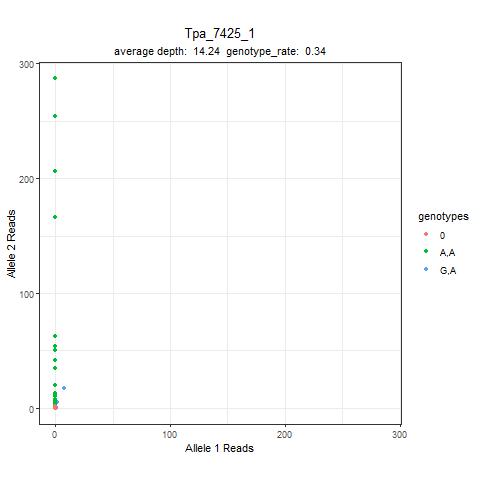 Tpa_7425_1
average depth: 14.24 genotype_rate: 0.34
300
200
100
0
Allele 2 Reads
0 100 200 300
Allele 1 Reads
genotypes
0
A,A
G,A